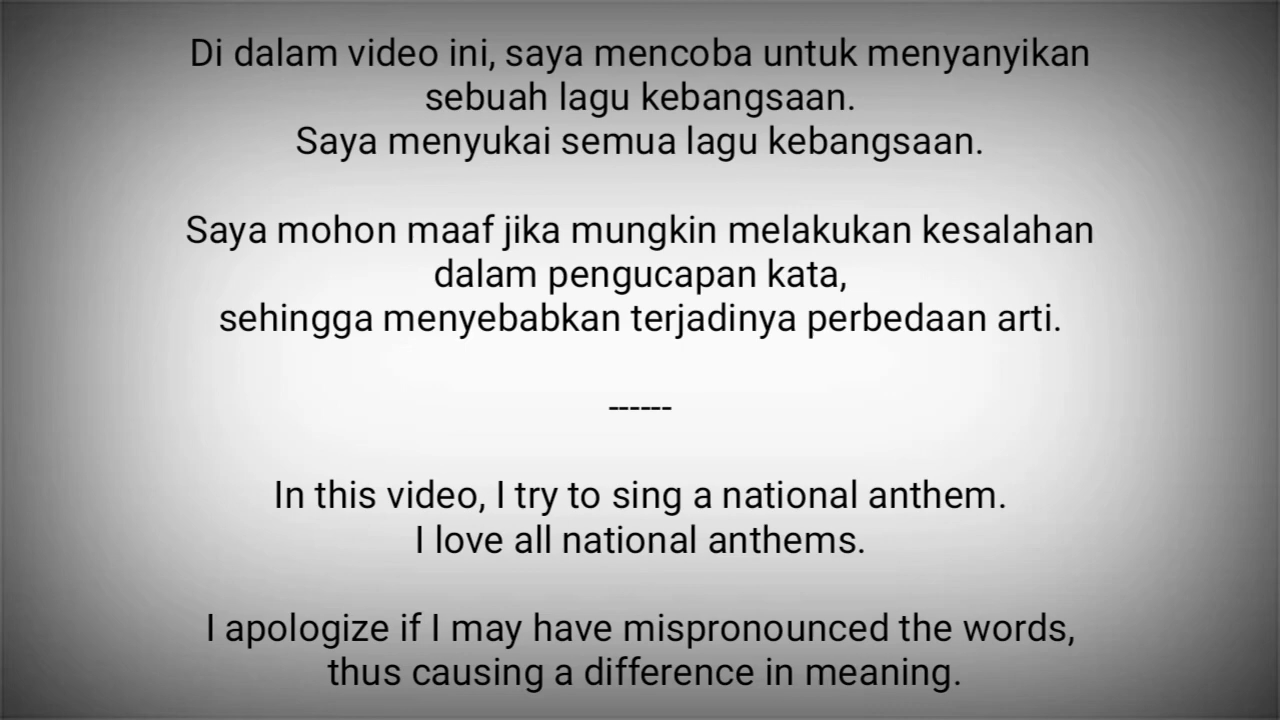 Di dalam video ini, saya mencoba untuk menyanyikan
sebuah lagu kebangsaan.
Saya menyukai semua lagu kebangsaan.
Saya mohon maaf jika mungkin melakukan kesalahan
dalam pengucapan kata,
sehingga menyebabkan terjadinya perbedaan arti.
------
In this video, I try to sing a national anthem.
I love all national anthems.
I apologize if I may have mispronounced the words,
thus causing a difference in meaning.